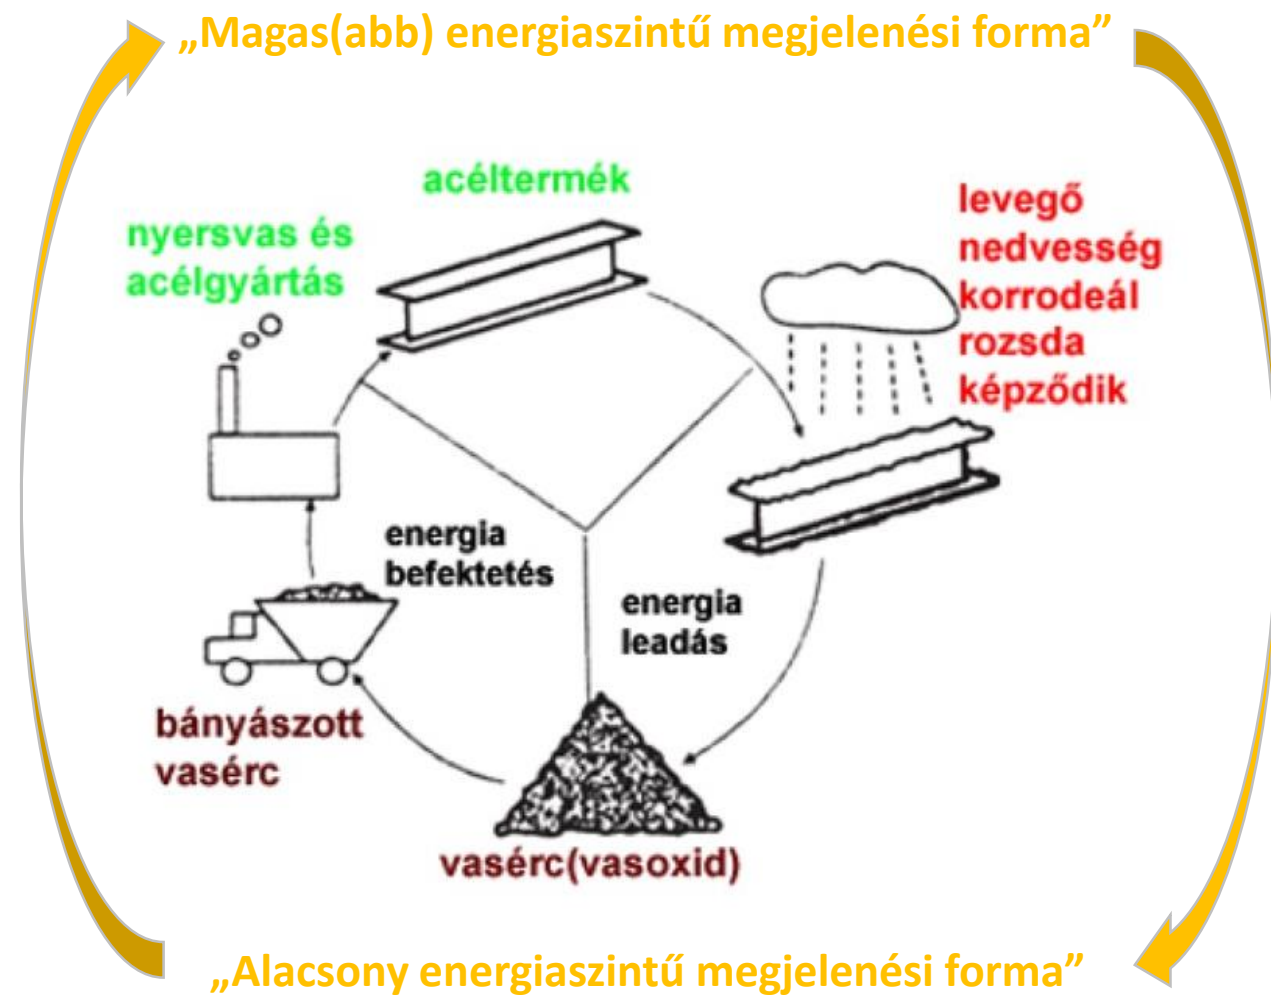 „Magas(abb) energiaszintű megjelenési forma”
acéltermék
nyersvas és
acélgyártás
levegő
nedvesség
korrodeál
rozsda
képződik
energia
befektetés
energia
leadás
bányászott
vasérc
vasérc(vasoxid)
„Alacsony energiaszintű megjelenési forma”